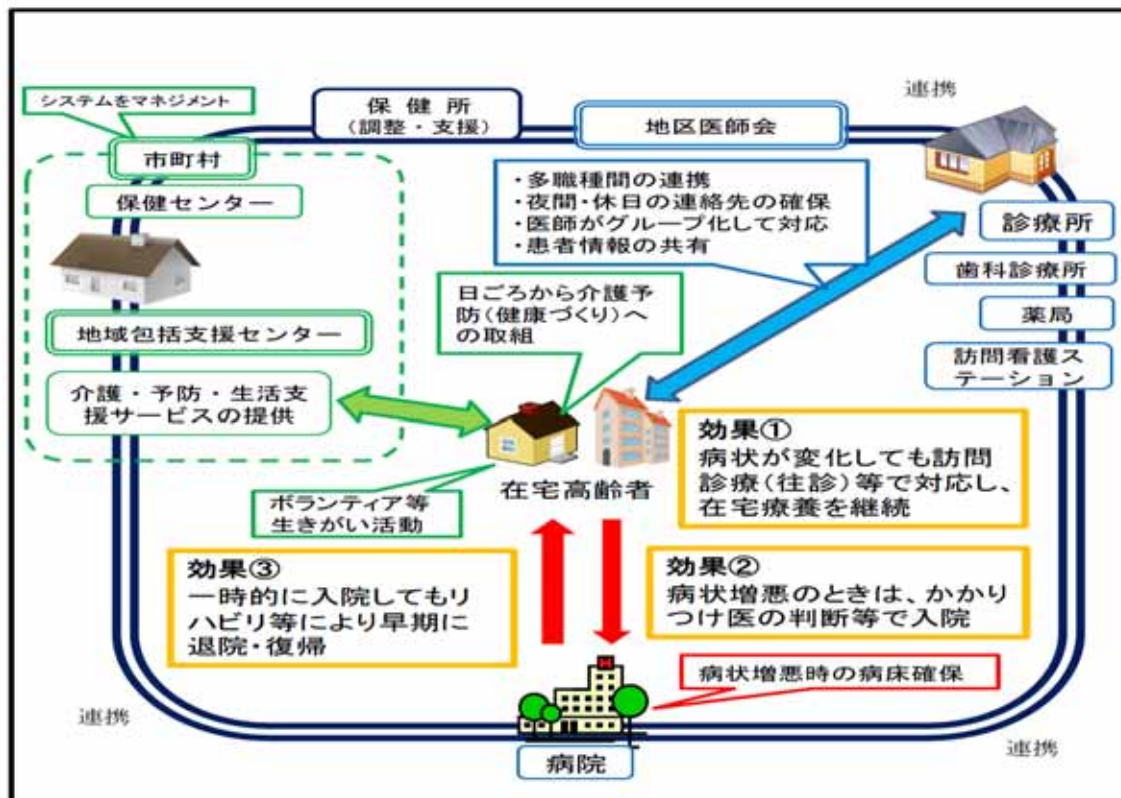 連携
システムをマネジメント
保健所
(調整・支援)
地区医師会
市町村
保健センター
・多職種間の連携
・夜間・休日の連絡先の確保
・医師がグループ化して対応
・患者情報の共有
診療所
歯科診療所
薬局
訪問看護ス
テーション
日ごろから介護予
防(健康づくり)へ
の取組
地域包括支援センター
介護・予防・生活支
援サービスの提供
在宅高齢者
ボランティア等
生きがい活動
効果①
病状が変化しても訪問
診療(往診)等で対応し、
在宅療養を継続
効果③
一時的に入院してもリ
ハビリ等により早期に
退院・復帰
効果②
病状増悪のときは、かかり
つけ医の判断等で入院
病状増悪時の病床確保
H
連携
連携
病院